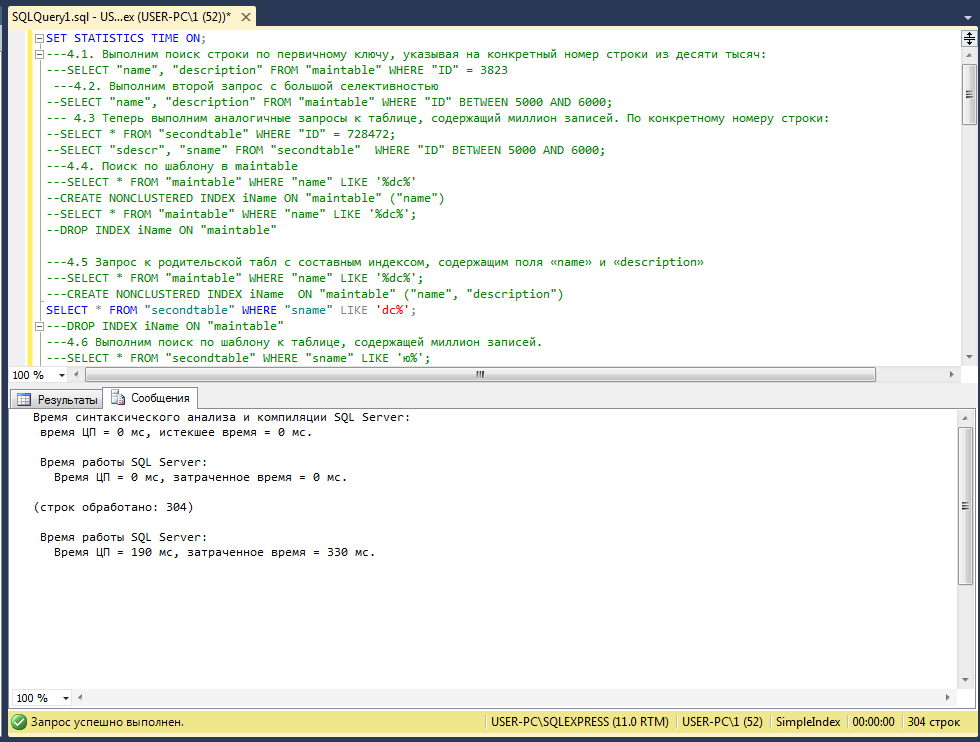 SQLQuery1.sql - US...ex (USER-PC\1 (52))*
SET STATISTICS TIME ON;
---4.1. Выполним поиск строки по первичному ключу, указывая на конкретный номер строки из десяти тысяч:
---SELECT "name", "description" FROM "maintable" WHERE "ID" = 3823
---4.2. Выполним второй запрос с большой селективностью
--SELECT "name", "description" FROM "maintable" WHERE "ID" BETWEEN 5000 AND 6000;
--- 4.3 Теперь выполним аналогичные запросы к таблице, содержащий миллион записей. По конкретному номеру строки:
--SELECT * FROM "secondtable" WHERE "ID" = 728472;
--SELECT "sdescr", "sname" FROM "secondtable"  WHERE "ID" BETWEEN 5000 AND 6000;
---4.4. Поиск по шаблону в maintable
---SELECT * FROM "maintable" WHERE "name" LIKE '%dc%'
--CREATE NONCLUSTERED INDEX iName ON "maintable" ("name")
--SELECT * FROM "maintable" WHERE "name" LIKE '%dc%';
--DROP INDEX iName ON "maintable"
---4.5 Запрос к родительской табл с составным индексом, содержащим поля «name» и «description»
---SELECT * FROM "maintable" WHERE "name" LIKE '%dc%';
---CREATE NONCLUSTERED INDEX iName  ON "maintable" ("name", "description")
SELECT * FROM "secondtable" WHERE "sname" LIKE 'dc%';
---DROP INDEX iName ON "maintable"
---4.6 Выполним поиск по шаблону к таблице, содержащей миллион записей.
---SELECT * FROM "secondtable" WHERE "sname" LIKE 'ю%';
100 %
Результаты
Сообщения
Время синтаксического анализа и компиляции SQL Server:
время ЦП = 0 мс, истекшее время = 0 мс.
Время работы SQL Server:
Время ЦП = 0 мс, затраченное время = 0 мс.
(строк обработано: 304)
Время работы SQL Server:
Время ЦП = 190 мс, затраченное время = 330 мс.
100 %
Запрос успешно выполнен.
USER-PC\SQLEXPRESS (11.0 RTM)
USER-PC\1 (52)
SimpleIndex
00:00:00
304 строк